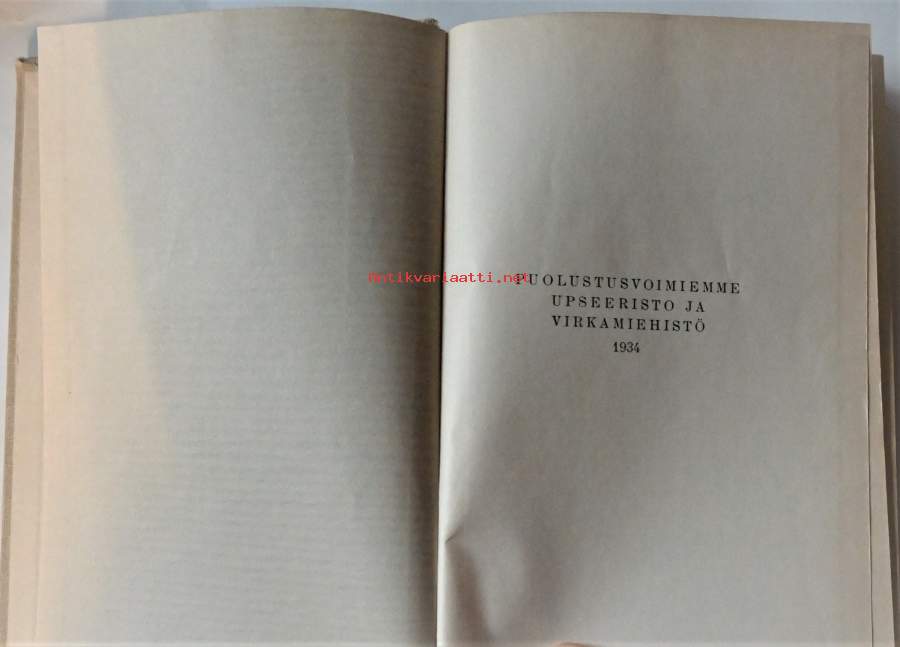 antikvariaatti.net
PUOLUSTUSVOIMIEMME
UPSEERISTO JA
VIRKAMIEHISTÖ
1934